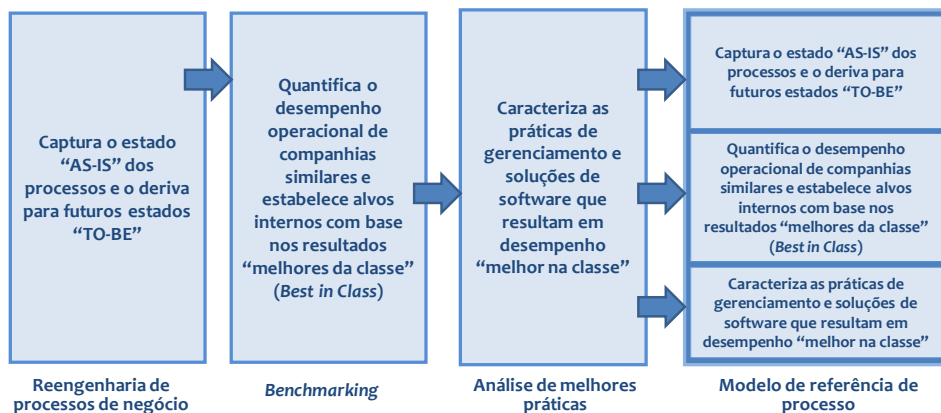 Captura o estado
“AS-IS” dos
processos e o deriva
para futuros estados
“TO-BE”
Reengenharia de
processos de negócio
Quantifica o
desempenho
operacional de
companhias
similares e
estabelece alvos
internos com base
nos resultados
“melhores da classe”
(Best in Class)
Benchmarking
Caracteriza as
práticas de
gerenciamento e
soluções de
software que
resultam em
desempenho
“melhor na classe”
Análise de melhores
práticas
Captura o estado “AS-IS” dos
processos e o deriva para
futuros estados “TO-BE”
Quantifica o desempenho
operacional de companhias
similares e estabelece alvos
internos com base nos
resultados “melhores da classe”
(Best in Class)
Caracteriza as práticas de
gerenciamento e soluções de
software que resultam em
desempenho “melhor na classe”
Modelo de referência de
processo